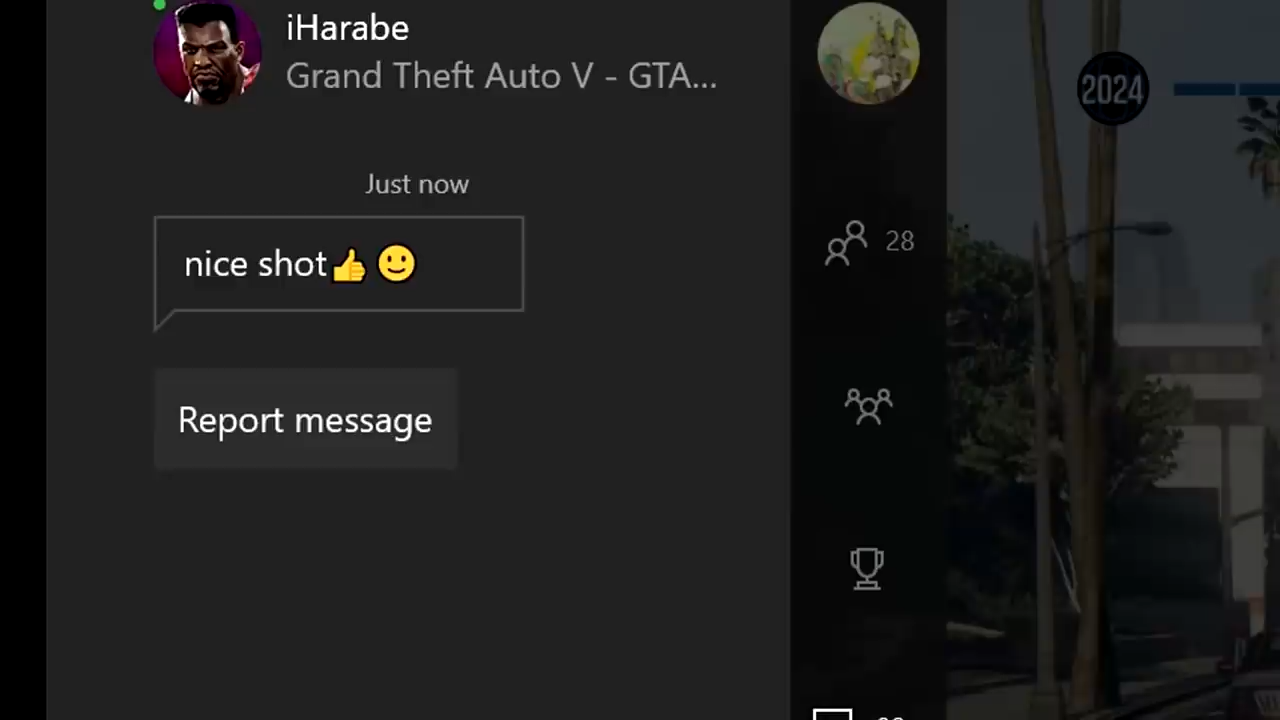 iHarabe
Grand Theft Auto V - GTA...
2024
Just now
nice shot👍 🙂
28
Report message